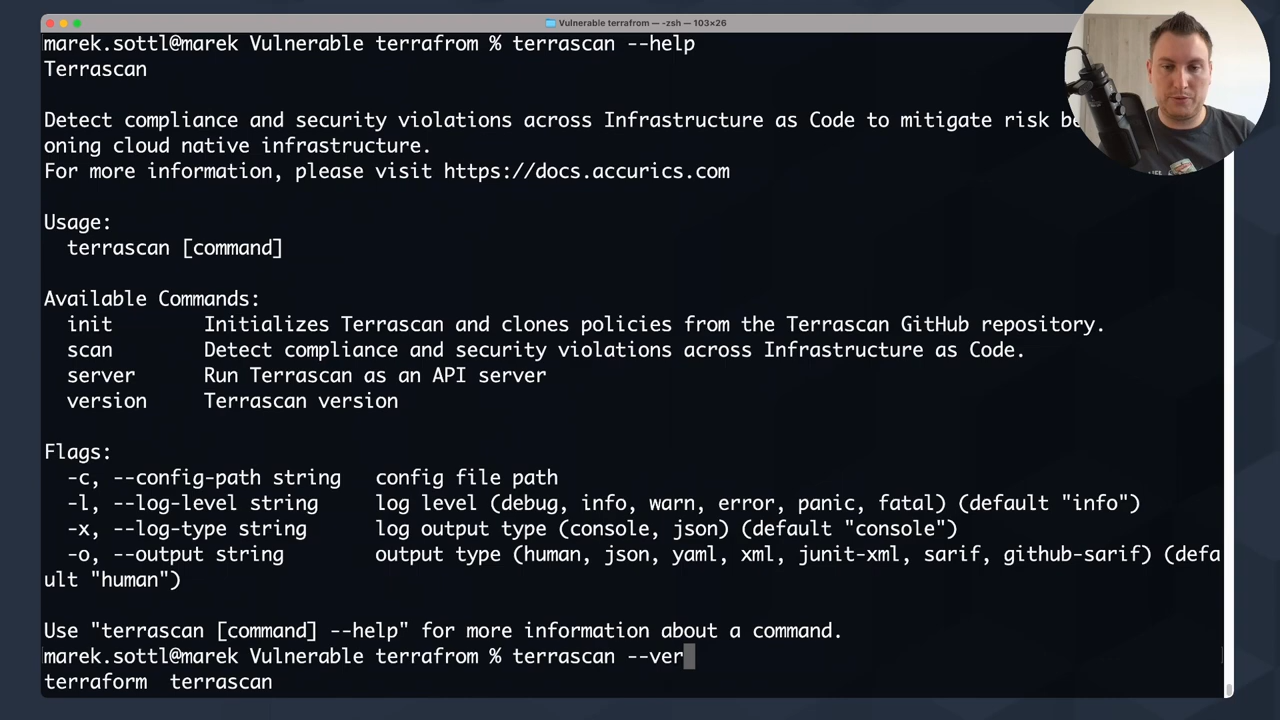 Vulnerable terrafrom — -zsh — 103×26
marek.sottl@marek Vulnerable terrafrom % terrascan --help
Terrascan
Detect compliance and security violations across Infrastructure as Code to mitigate risk be
oning cloud native infrastructure.
For more information, please visit https://docs.accurics.com
Usage:
terrascan [command]
Available Commands:
init Initializes Terrascan and clones policies from the Terrascan GitHub repository.
scan Detect compliance and security violations across Infrastructure as Code.
server Run Terrascan as an API server
version Terrascan version
Flags:
-c, --config-path string config file path
-l, --log-level string log level (debug, info, warn, error, panic, fatal) (default "info")
-x, --log-type string log output type (console, json) (default "console")
-o, --output string output type (human, json, yaml, xml, junit-xml, sarif, github-sarif) (defa
ult "human")
Use "terrascan [command] --help" for more information about a command.
marek.sottl@marek Vulnerable terrafrom % terrascan --ver
terraform terrascan